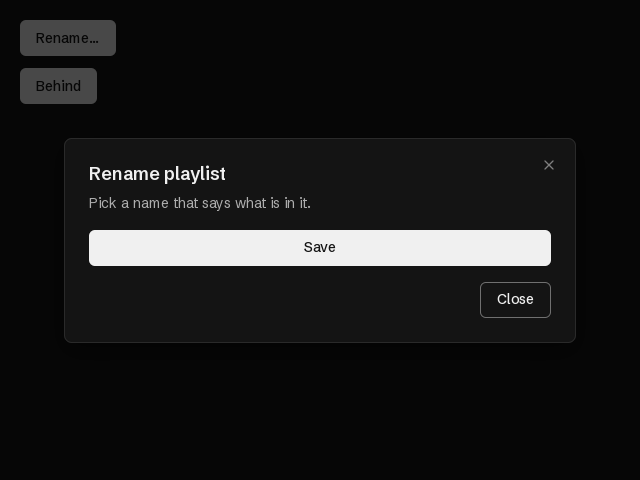 Rename...
Behind
Rename playlist
Pick a name that says what is in it.
Save
Close